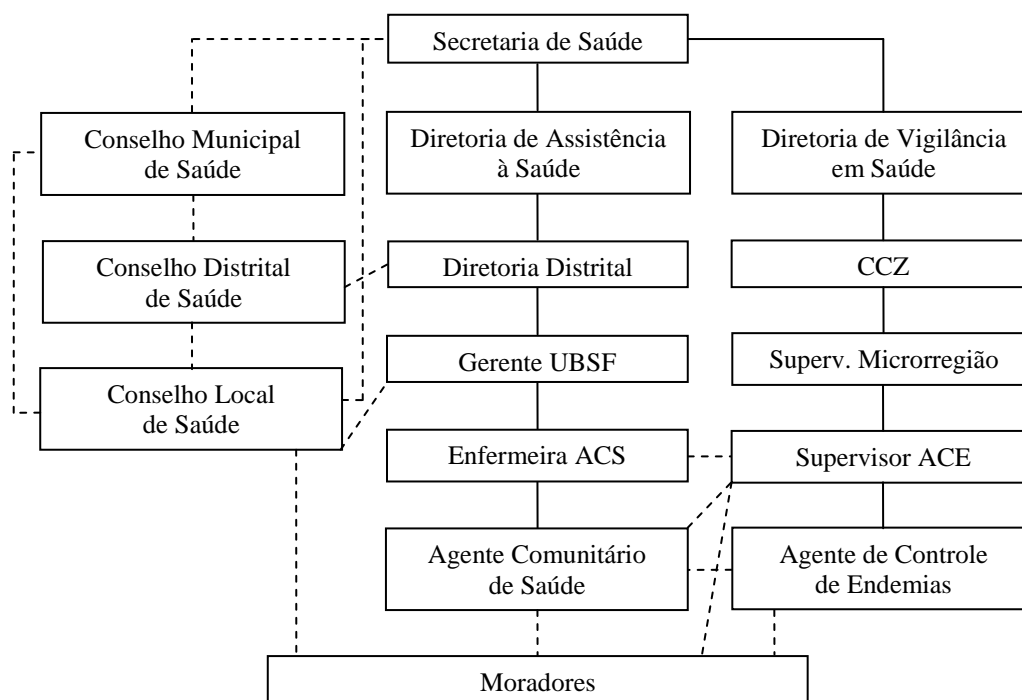 Secretaria de Saúde
Conselho Municipal
de Saúde
Diretoria de Assistência
à Saúde
Diretoria de Vigilância
em Saúde
Conselho Distrital
de Saúde
Diretoria Distrital
CCZ
Gerente UBSF
Superv. Microrregião
Conselho Local
de Saúde
Enfermeira ACS
Supervisor ACE
Agente Comunitário
de Saúde
Agente de Controle
de Endemias
Moradores